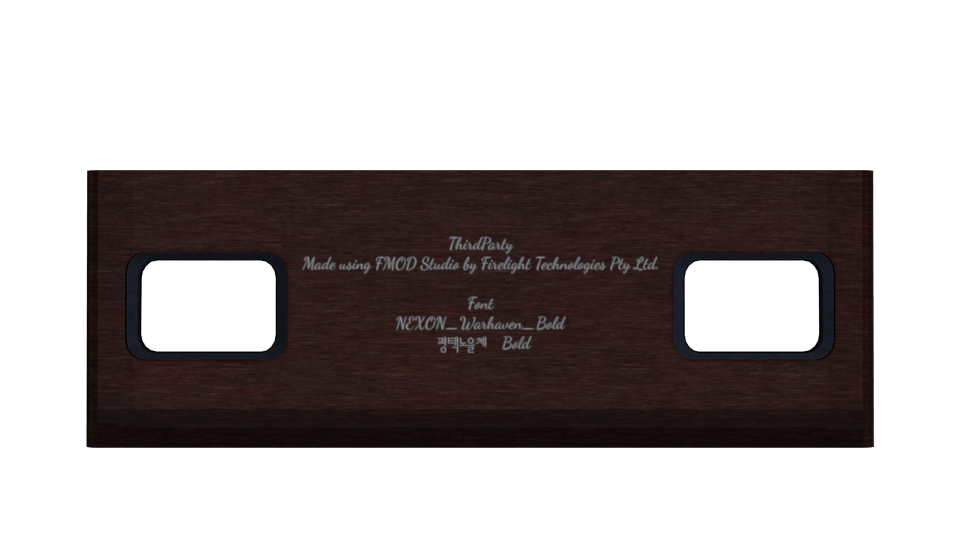 ThirdParty
Made using FMOD Studio by Firelight Technologies Pty Ltd.
Font
NEXON_Warhaven_Bold
평택노을체 Bold